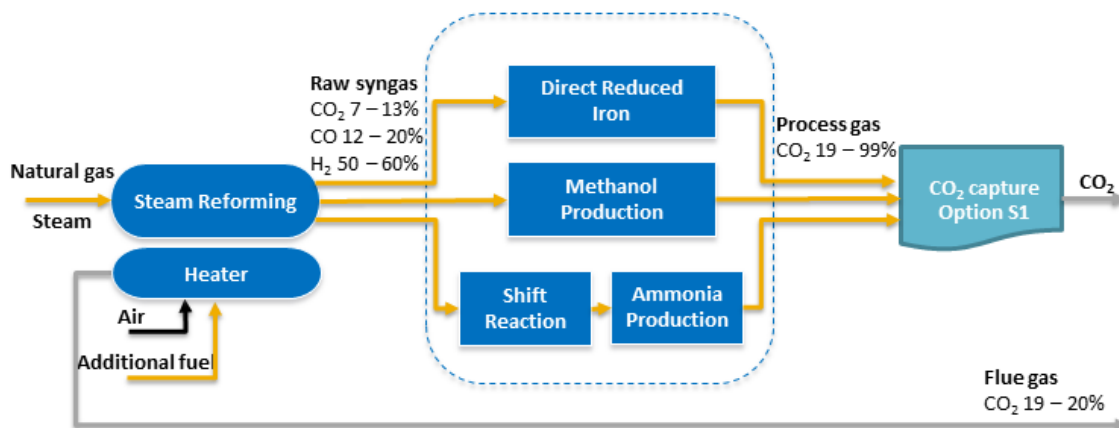 Natural gas
Steam
Steam Reforming
Heater
Air
Additional fuel
Raw syngas
CO₂ 7 – 13%
CO 12 – 20%
H₂ 50 – 60%
Direct Reduced
Iron
Methanol
Production
Shift
Reaction
Ammonia
Production
Process gas
CO₂ 19 – 99%
CO₂ capture
Option S1
CO₂
Flue gas
CO₂ 19 – 20%